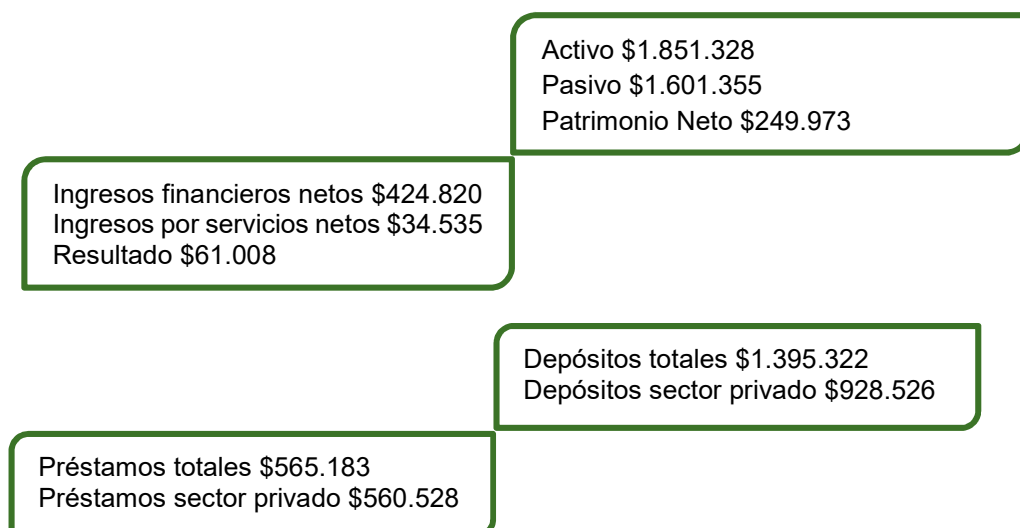 Activo $1.851.328
Pasivo $1.601.355
Patrimonio Neto $249.973
Ingresos financieros netos $424.820
Ingresos por servicios netos $34.535
Resultado $61.008
Depósitos totales $1.395.322
Depósitos sector privado $928.526
Préstamos totales $565.183
Préstamos sector privado $560.528